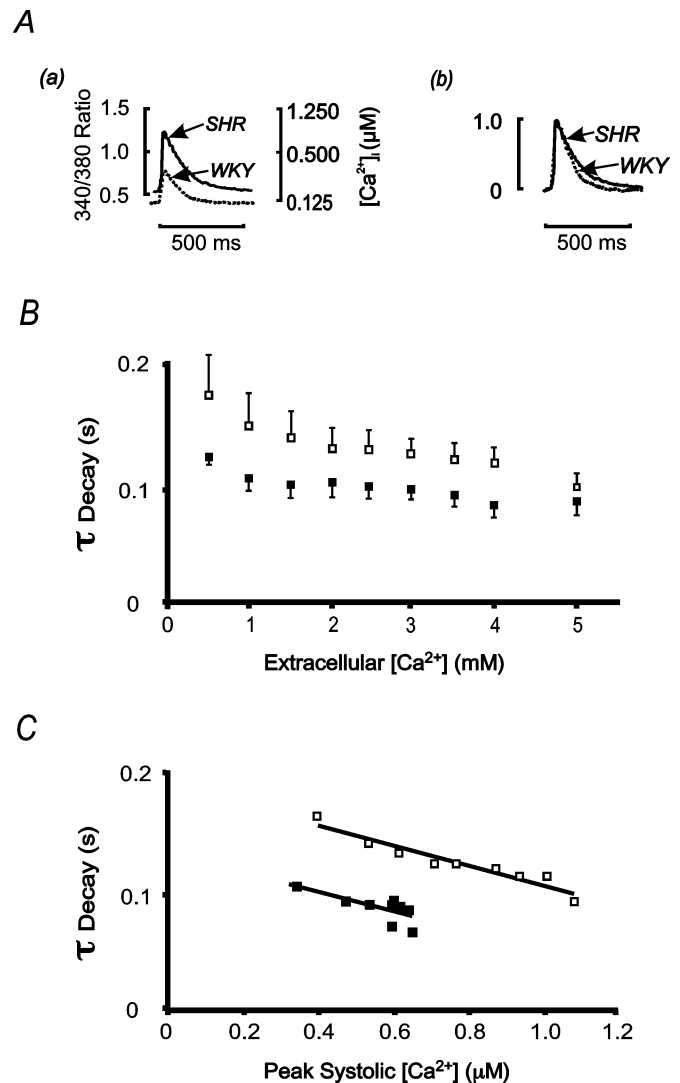 A
(a)
340/380 Ratio
1.5
1.0
0.5
SHR
WKY
1.250
0.500
0.125
[Ca2+]i (µM)
500 ms
(b)
1.0
0
SHR
WKY
500 ms
B
τ Decay (s)
0.2
0.1
0
0 1 2 3 4 5
Extracellular [Ca2+] (mM)
C
τ Decay (s)
0.2
0.1
0
0 0.2 0.4 0.6 0.8 1.0 1.2
Peak Systolic [Ca2+] (µM)